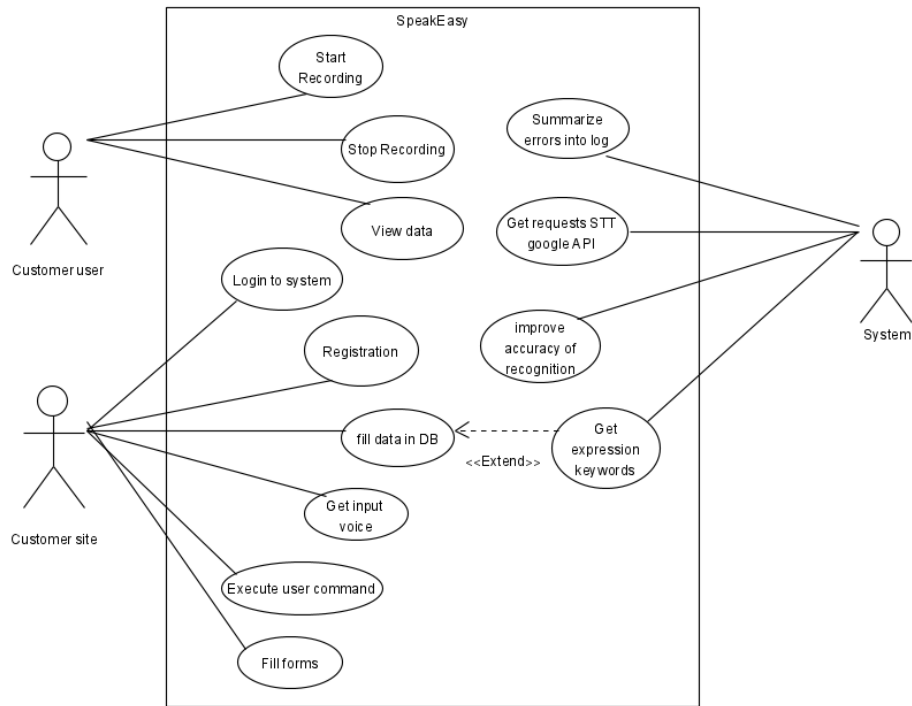 SpeakEasy
Start
Recording
Stop Recording
View data
Customer user
Login to system
Registration
fill data in DB
<<Extend>>
Get input
voice
Execute user command
Fill forms
Customer site
Summarize
errors into log
Get requests STT
google API
improve
accuracy of
recognition
Get
expression
keywords
System